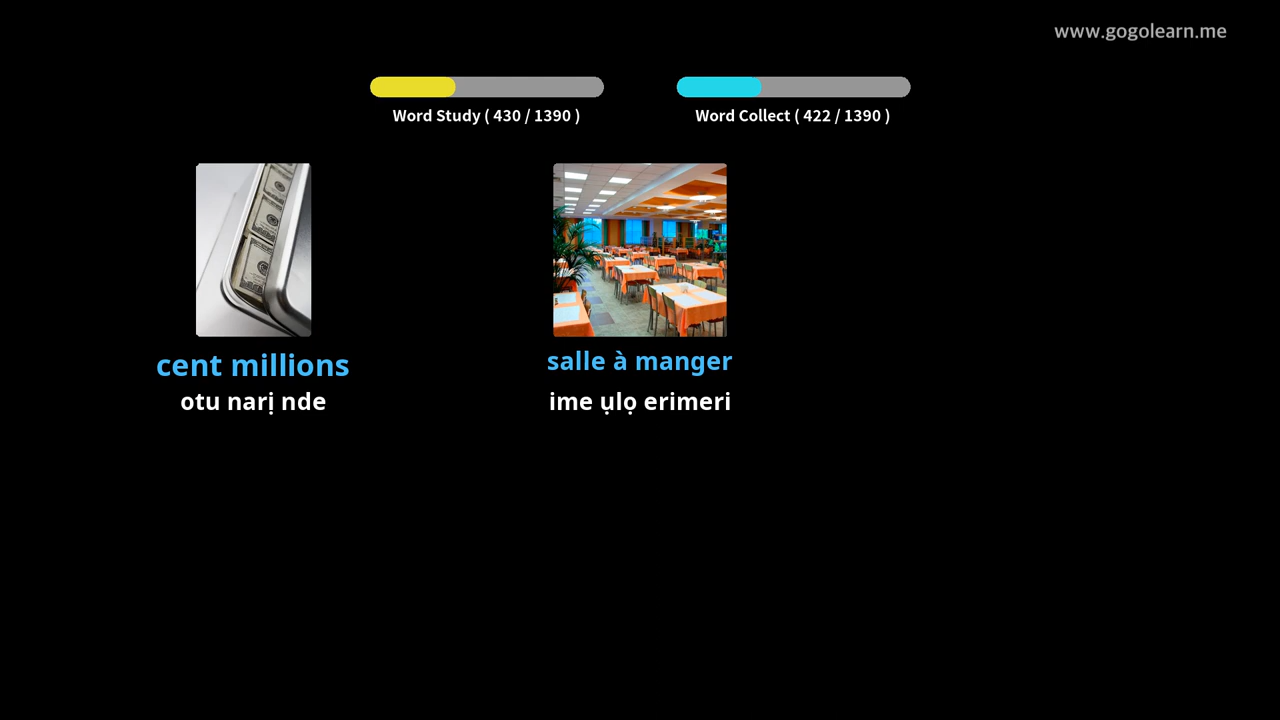 www.gogolearn.me
Word Study ( 430 / 1390 )
Word Collect ( 422 / 1390 )
cent millions
otu narị nde
salle à manger
ime ụlọ erimeri